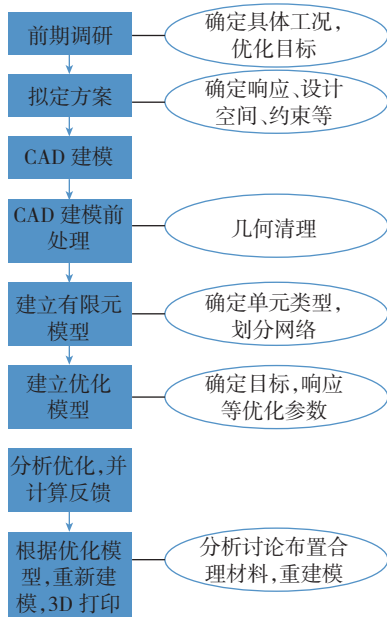 前期调研
确定具体工况,
优化目标
拟定方案
确定响应、设计
空间、约束等
CAD 建模
CAD 建模前
处理
几何清理
建立有限元
模型
确定单元类型,
划分网络
建立优化
模型
确定目标,响应
等优化参数
分析优化,并
计算反馈
根据优化模
型,重新建
模,3D 打印
分析讨论布置合
理材料,重建模